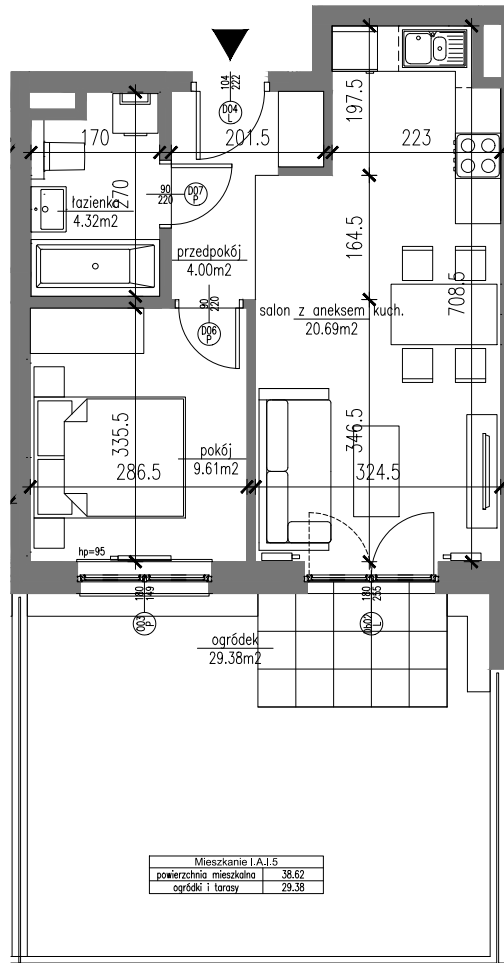 104
222
D04
L
197.5
170
201.5
223
270
90
220
D07
P
łazienka
4.32m2
przedpokój
4.00m2
164.5
708.5
90
220
D06
P
salon z aneksem kuch.
20.69m2
335.5
286.5
pokój
9.61m2
346.5
324.5
hp=95
180
149
D03
P
180
255
L
ogródek
29.38m2
Mieszkanie I.A.I.5
powierzchnia mieszkalna 38.62
ogródki i tarasy 29.38